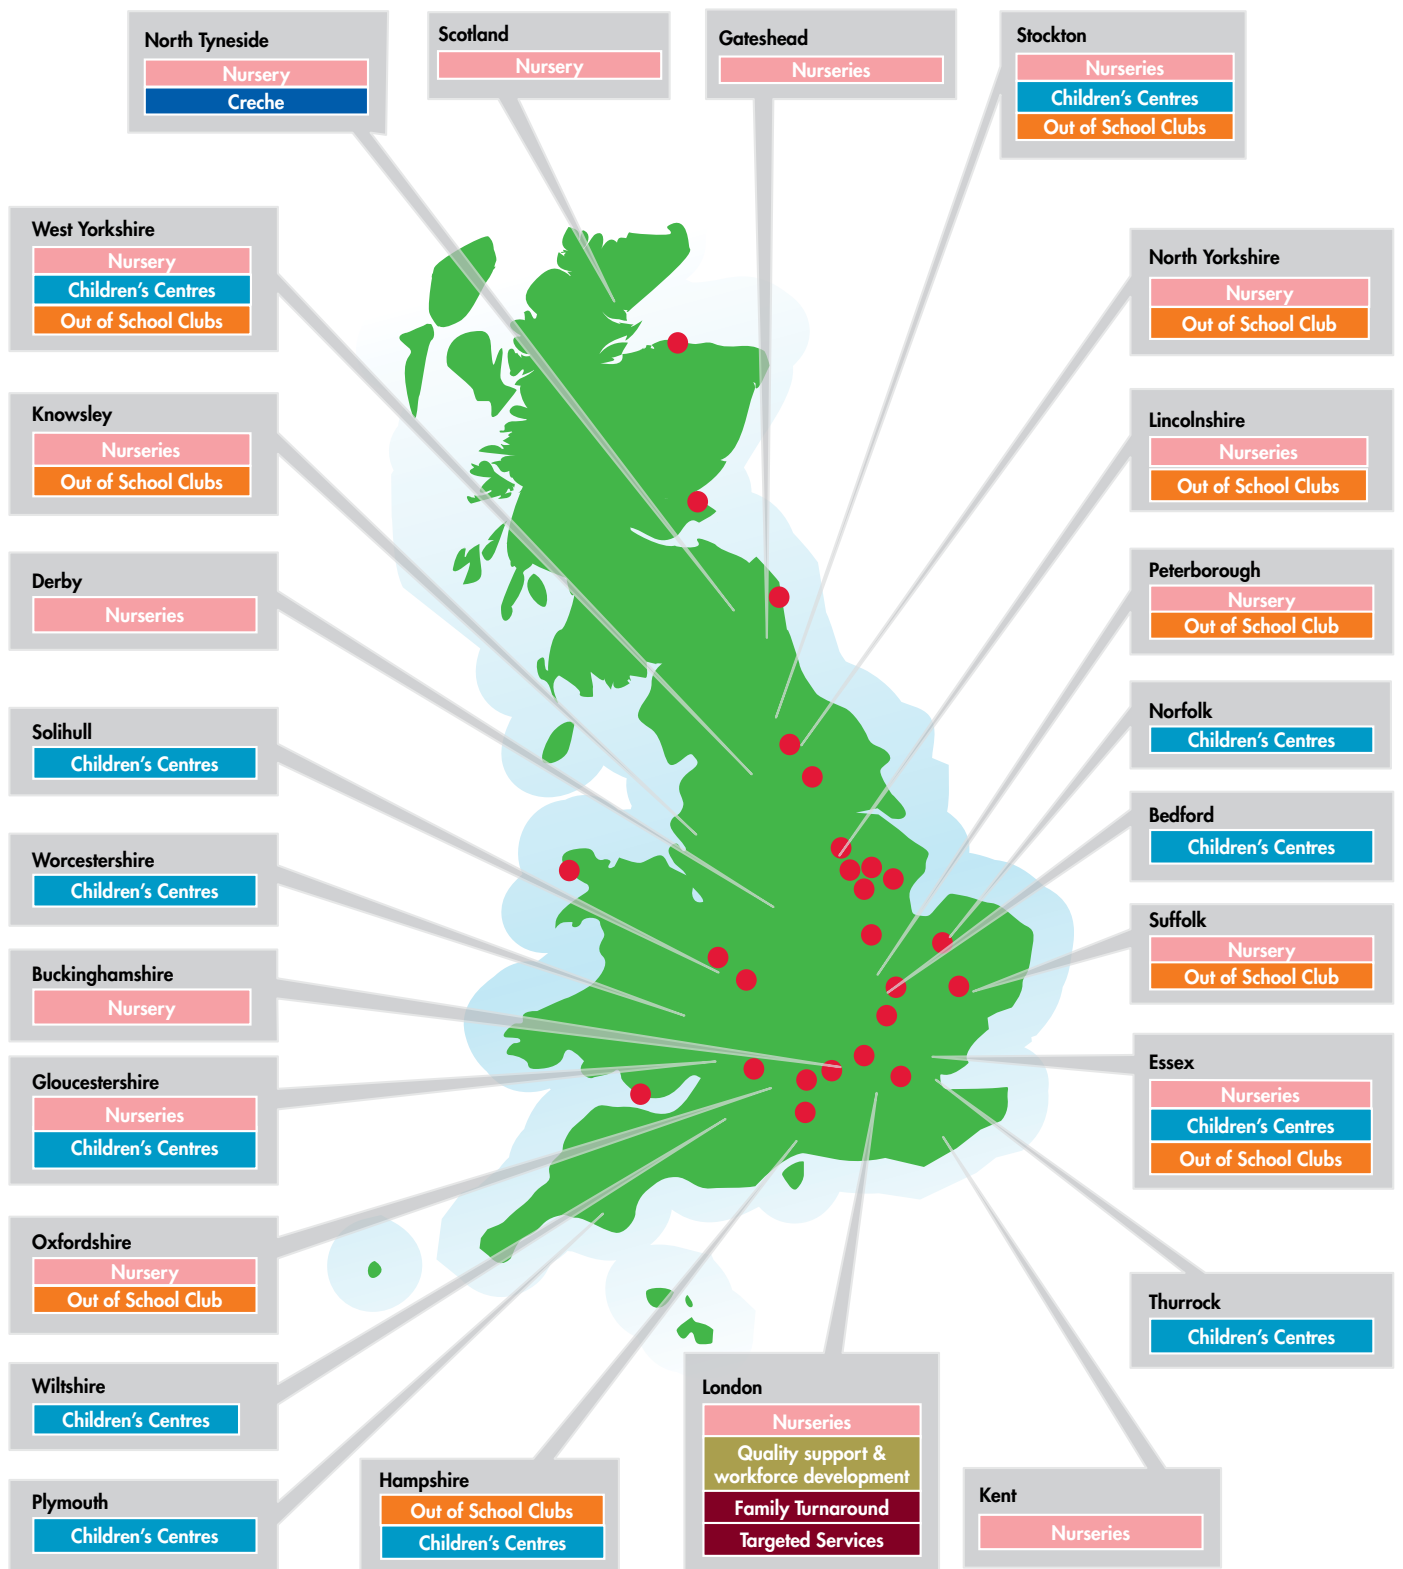 North Tyneside
Nursery
Creche
Scotland
Nursery
Gateshead
Nurseries
Stockton
Nurseries
Children's Centres
Out of School Clubs
West Yorkshire
Nursery
Children's Centres
Out of School Clubs
North Yorkshire
Nursery
Out of School Club
Knowsley
Nurseries
Out of School Clubs
Lincolnshire
Nurseries
Out of School Clubs
Derby
Nurseries
Peterborough
Nursery
Out of School Club
Solihull
Children's Centres
Norfolk
Children's Centres
Worcestershire
Children's Centres
Bedford
Children's Centres
Buckinghamshire
Nursery
Suffolk
Nursery
Out of School Club
Gloucestershire
Nurseries
Children's Centres
Essex
Nurseries
Children's Centres
Out of School Clubs
Oxfordshire
Nursery
Out of School Club
Thurrock
Children's Centres
Wiltshire
Children's Centres
Plymouth
Children's Centres
Hampshire
Out of School Clubs
Children's Centres
London
Nurseries
Quality support &
workforce development
Family Turnaround
Targeted Services
Kent
Nurseries